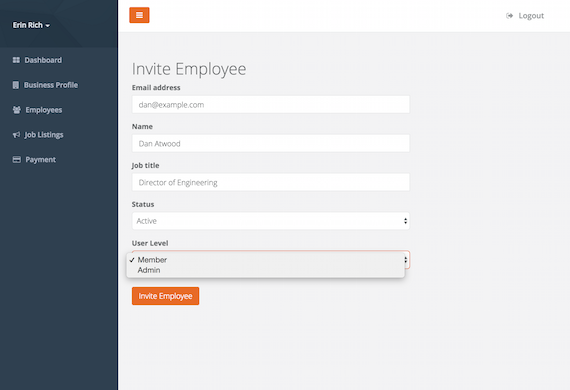 Erin Rich
Logout
Dashboard
Business Profile
Employees
Job Listings
Payment
Invite Employee
Email address
dan@example.com
Name
Dan Atwood
Job title
Director of Engineering
Status
Active
User Level
Member
Admin
Invite Employee